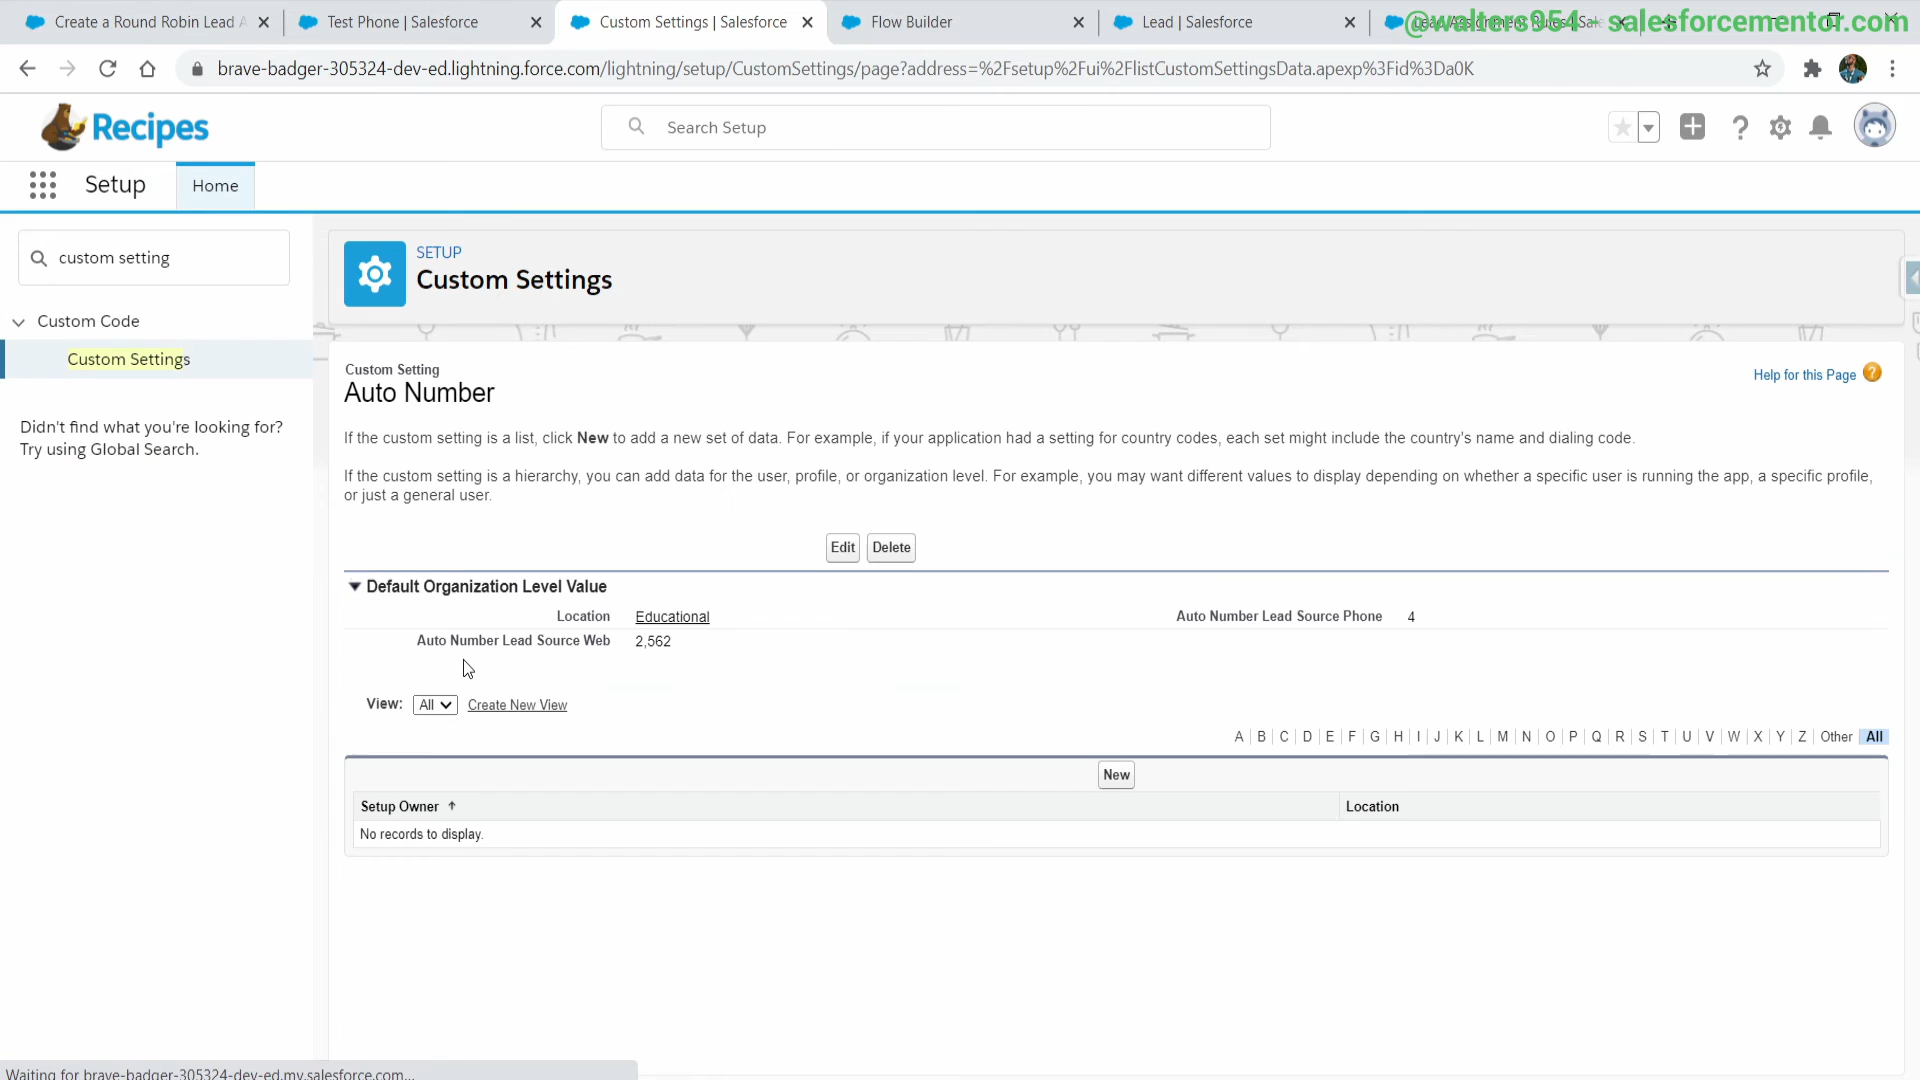 Create a Round Robin Lead A
Test Phone | Salesforce
Custom Settings | Salesforce
Flow Builder
Lead | Salesforce
Lead Assignment Rules | Sal
@walters954 - salesforcementor.com
brave-badger-305324-dev-ed.lightning.force.com/lightning/setup/CustomSettings/page?address=%2Fsetup%2Fui%2FlistCustomSettingsData.apexp%3Fid%3Da0K
Recipes
Search Setup
Setup
Home
custom setting
Custom Code
Custom Settings
Didn't find what you're looking for?
Try using Global Search.
SETUP
Custom Settings
Custom Setting
Auto Number
Help for this Page
If the custom setting is a list, click New to add a new set of data. For example, if your application had a setting for country codes, each set might include the country's name and dialing code.
If the custom setting is a hierarchy, you can add data for the user, profile, or organization level. For example, you may want different values to display depending on whether a specific user is running the app, a specific profile,
or just a general user.
Edit Delete
Default Organization Level Value
Location Educational Auto Number Lead Source Phone 4
Auto Number Lead Source Web 2,562
View: All Create New View
A | B | C | D | E | F | G | H | I | J | K | L | M | N | O | P | Q | R | S | T | U | V | W | X | Y | Z | Other | All
New
Setup Owner Location
No records to display.
Waiting for brave-badger-305324-dev-ed.my.salesforce.com...